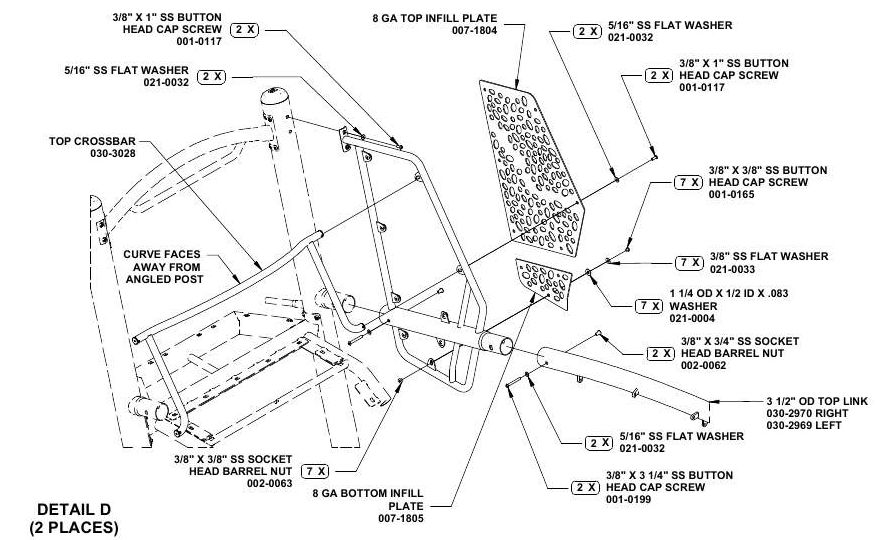 3/8" X 1" SS BUTTON
HEAD CAP SCREW
001-0117
2 X
5/16" SS FLAT WASHER
021-0032
2 X
TOP CROSSBAR
030-3028
CURVE FACES
AWAY FROM
ANGLED POST
8 GA TOP INFILL PLATE
007-1804
2 X
5/16" SS FLAT WASHER
021-0032
2 X
3/8" X 1" SS BUTTON
HEAD CAP SCREW
001-0117
7 X
3/8" X 3/8" SS BUTTON
HEAD CAP SCREW
001-0165
7 X
3/8" SS FLAT WASHER
021-0033
7 X
1 1/4 OD X 1/2 ID X .083
WASHER
021-0004
2 X
3/8" X 3/4" SS SOCKET
HEAD BARREL NUT
002-0062
3 1/2" OD TOP LINK
030-2970 RIGHT
030-2969 LEFT
2 X
5/16" SS FLAT WASHER
021-0032
2 X
3/8" X 3 1/4" SS BUTTON
HEAD CAP SCREW
001-0199
3/8" X 3/8" SS SOCKET
HEAD BARREL NUT
002-0063
7 X
8 GA BOTTOM INFILL
PLATE
007-1805
DETAIL D
(2 PLACES)